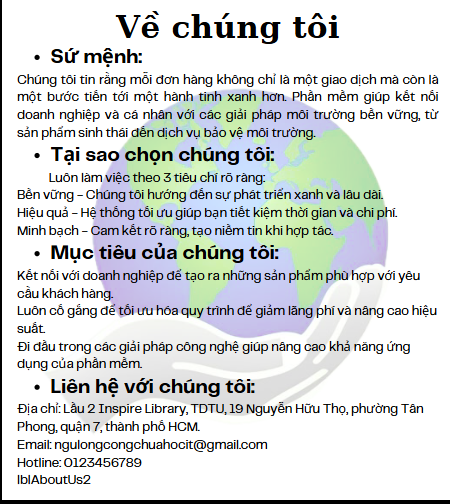 Về chúng tôi
• Sứ mệnh:
Chúng tôi tin rằng mỗi đơn hàng không chỉ là một giao dịch mà còn là
một bước tiến tới một hành tinh xanh hơn. Phần mềm giúp kết nối
doanh nghiệp và cá nhân với các giải pháp môi trường bền vững, từ
sản phẩm sinh thái đến dịch vụ bảo vệ môi trường.
• Tại sao chọn chúng tôi:
Luôn làm việc theo 3 tiêu chí rõ ràng:
Bền vững – Chúng tôi hướng đến sự phát triển xanh và lâu dài.
Hiệu quả – Hệ thống tối ưu giúp bạn tiết kiệm thời gian và chi phí.
Minh bạch – Cam kết rõ ràng, tạo niềm tin khi hợp tác.
• Mục tiêu của chúng tôi:
Kết nối với doanh nghiệp để tạo ra những sản phẩm phù hợp với yêu
cầu khách hàng.
Luôn cố gắng để tối ưu hóa quy trình để giảm lãng phí và nâng cao hiệu
suất.
Đi đầu trong các giải pháp công nghệ giúp nâng cao khả năng ứng
dụng của phần mềm.
• Liên hệ với chúng tôi:
Địa chỉ: Lầu 2 Inspire Library, TDTU, 19 Nguyễn Hữu Thọ, phường Tân
Phong, quận 7, thành phố HCM.
Email: ngulongcongchuahocit@gmail.com
Hotline: 0123456789
lblAboutUs2